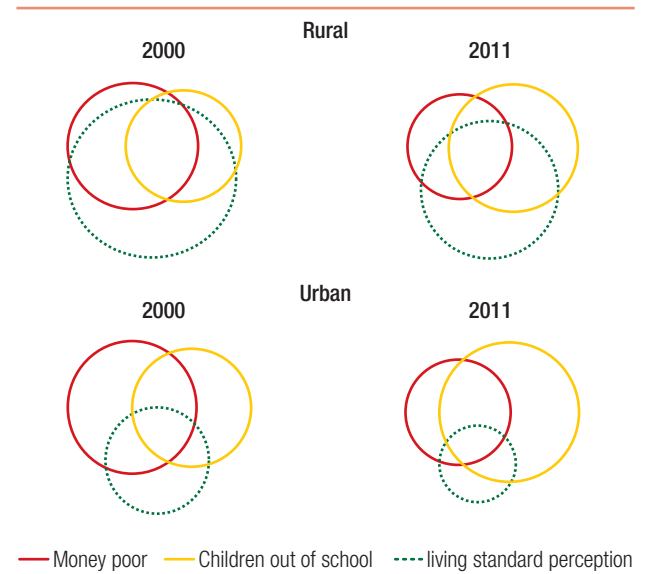 Rural
2000 2011
Urban
2000 2011
Money poor Children out of school living standard perception